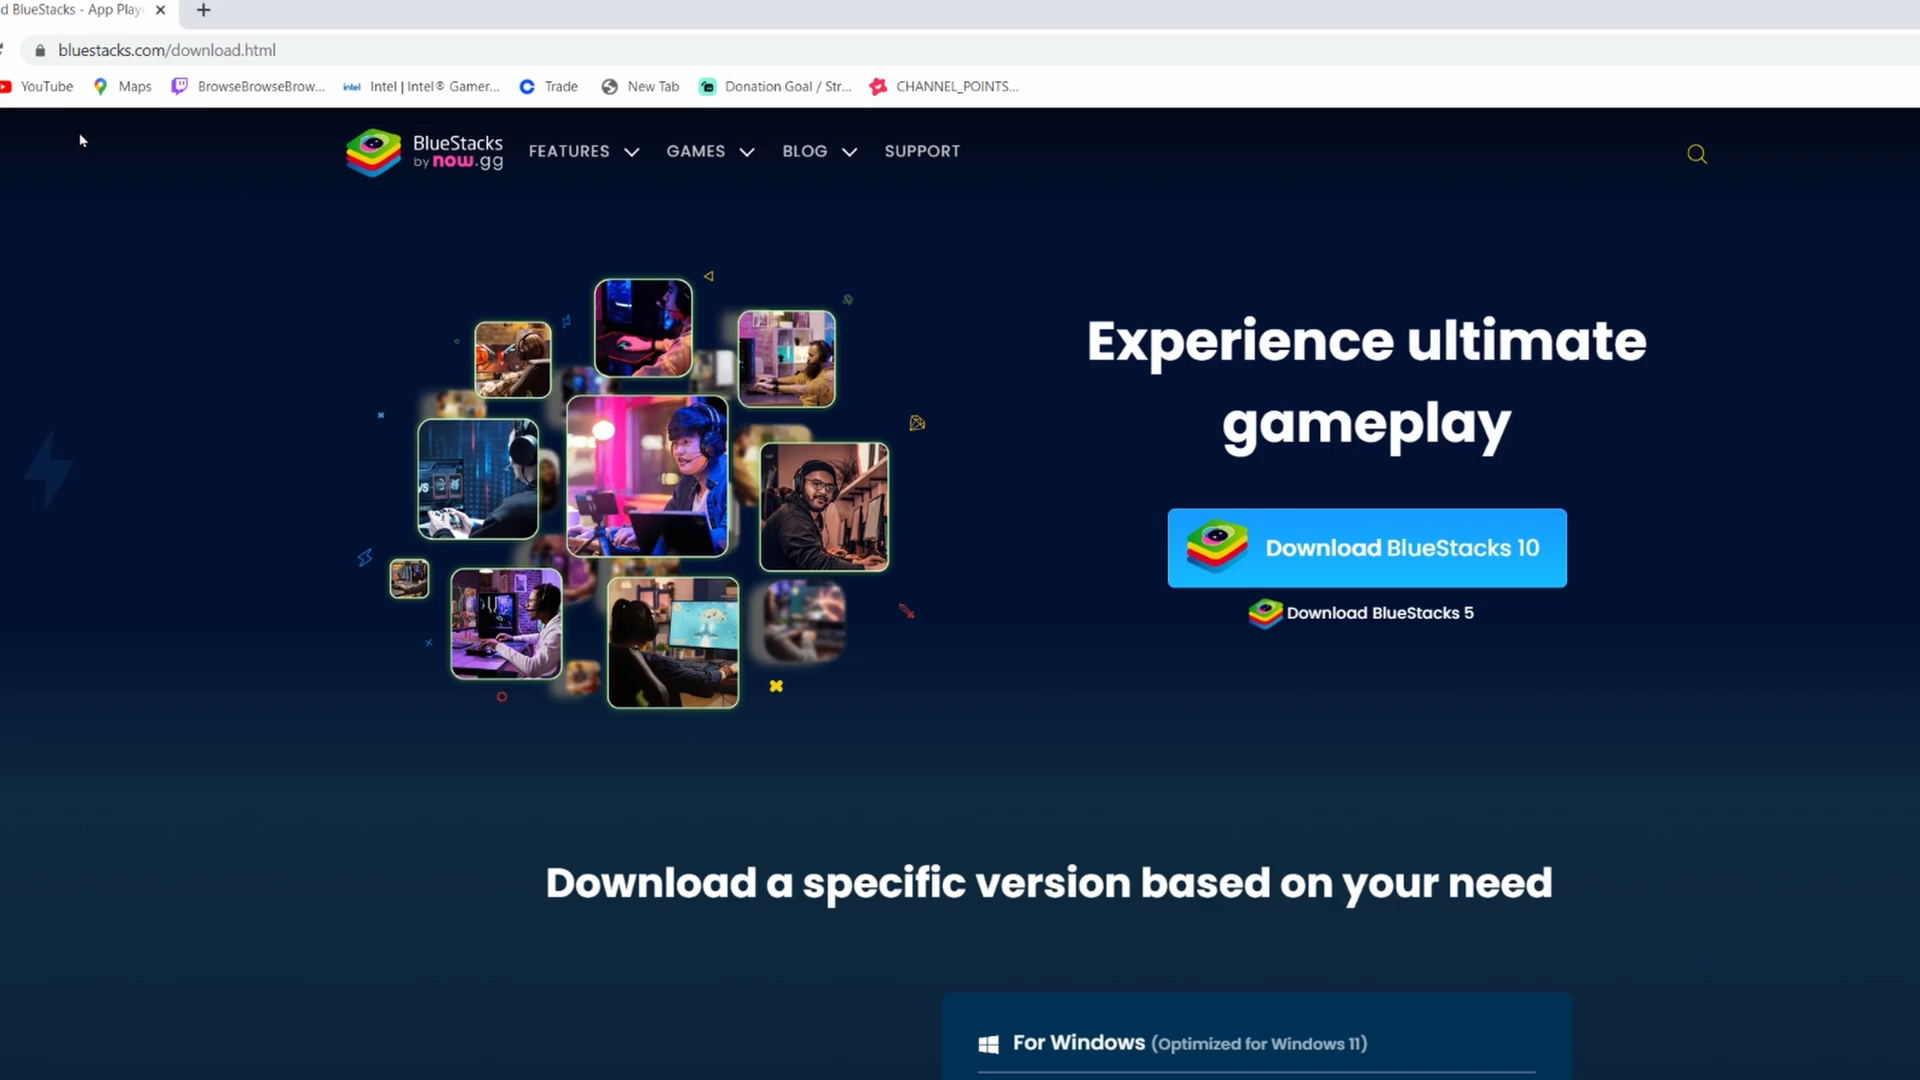 d BlueStacks - App Play
bluestacks.com/download.html
YouTube
Maps
BrowseBrowseBrow...
intel
Intel | Intel® Gamer...
Trade
New Tab
Donation Goal / Str...
CHANNEL_POINTS...
BlueStacks
by now.gg
FEATURES
GAMES
BLOG
SUPPORT
Experience ultimate
gameplay
Download BlueStacks 10
Download BlueStacks 5
Download a specific version based on your need
For Windows (Optimized for Windows 11)